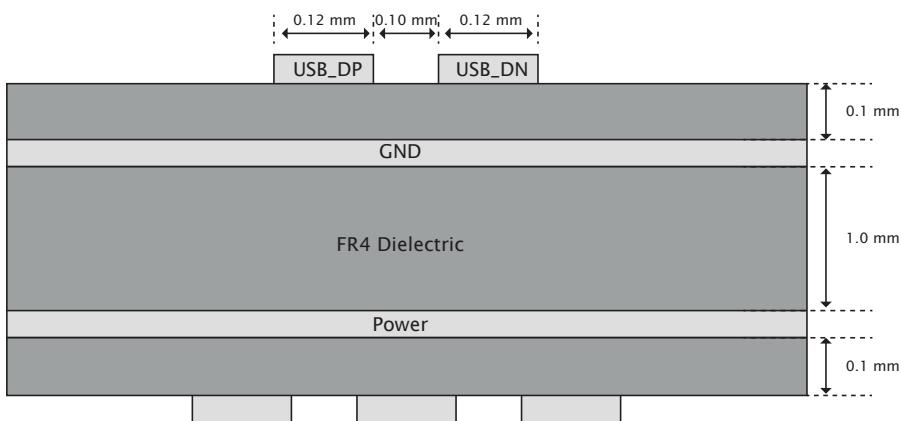 0.12 mm 0.10 mm 0.12 mm
USB_DP USB_DN
0.1 mm
GND
FR4 Dielectric
1.0 mm
Power
0.1 mm